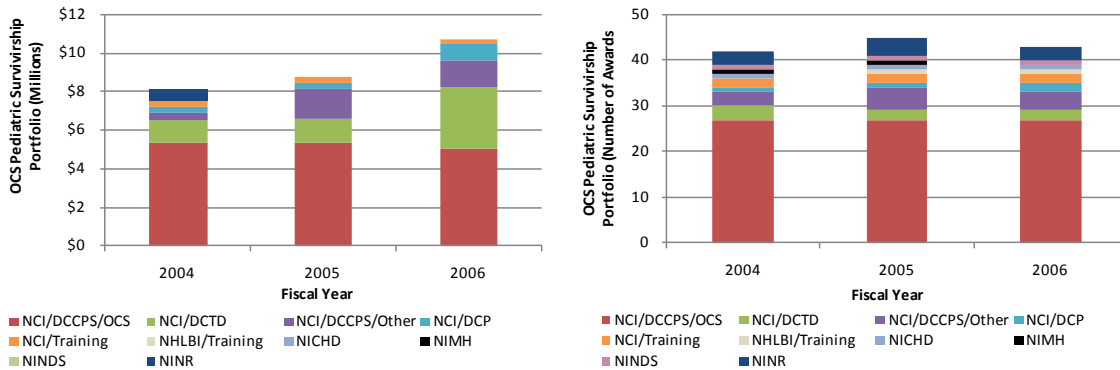 OCS Pediatric Survivirship
Portfolio (Millions)
$12
$10
$8
$6
$4
$2
$0
2004 2005 2006
Fiscal Year
NCI/DCCPS/OCS NCI/DCTD NCI/DCCPS/Other NCI/DCP
NCI/Training NHLBI/Training NICHD NIMH
NINDS NINR
OCS Pediatric Survivirship
Portfolio (Number of Awards
50
40
30
20
10
0
2004 2005 2006
Fiscal Year
NCI/DCCPS/OCS NCI/DCTD NCI/DCCPS/Other NCI/DCP
NCI/Training NHLBI/Training NICHD NIMH
NINDS NINR